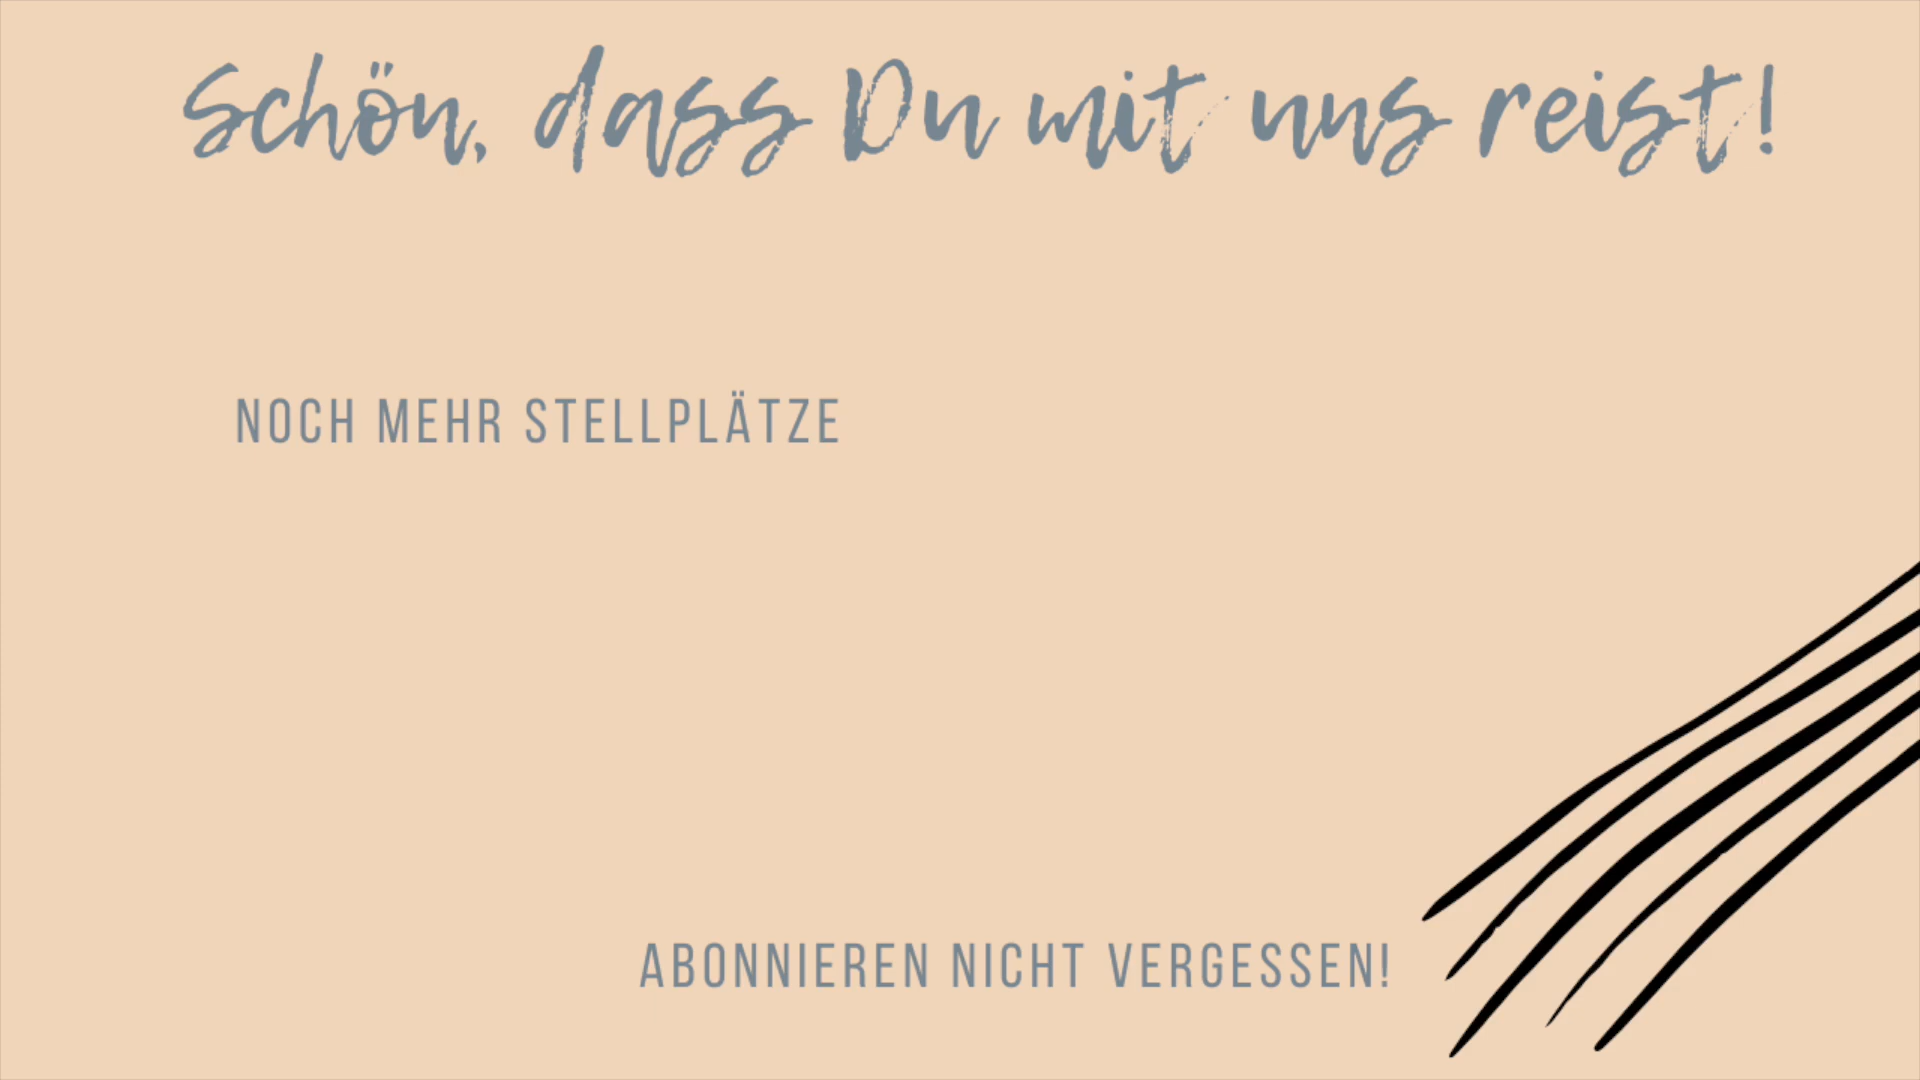 Schön, dass Du mit uns reist!
NOCH MEHR STELLPLÄTZE
ABONNIEREN NICHT VERGESSEN!